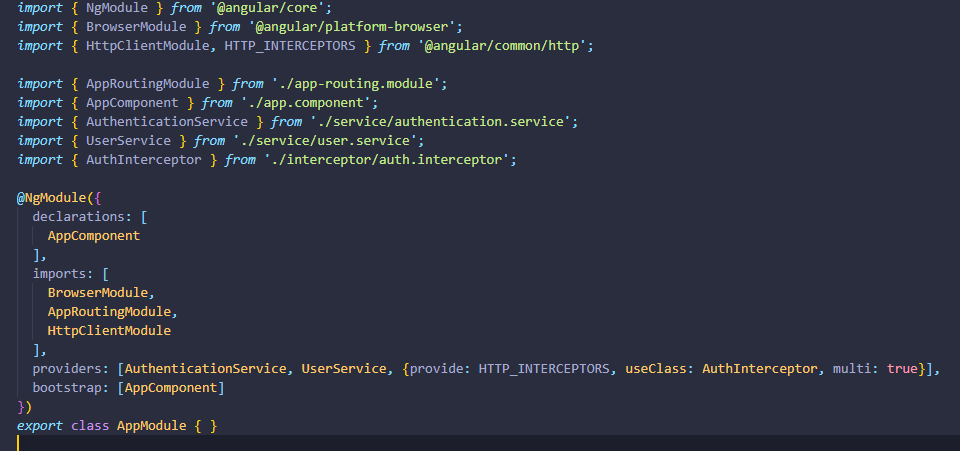 import { NgModule } from '@angular/core';
import { BrowserModule } from '@angular/platform-browser';
import { HttpClientModule, HTTP_INTERCEPTORS } from '@angular/common/http';
import { AppRoutingModule } from './app-routing.module';
import { AppComponent } from './app.component';
import { AuthenticationService } from './service/authentication.service';
import { UserService } from './service/user.service';
import { AuthInterceptor } from './interceptor/auth.interceptor';
@NgModule({
  declarations: [
    AppComponent
  ],
  imports: [
    BrowserModule,
    AppRoutingModule,
    HttpClientModule
  ],
  providers: [AuthenticationService, UserService, {provide: HTTP_INTERCEPTORS, useClass: AuthInterceptor, multi: true}],
  bootstrap: [AppComponent]
})
export class AppModule { }